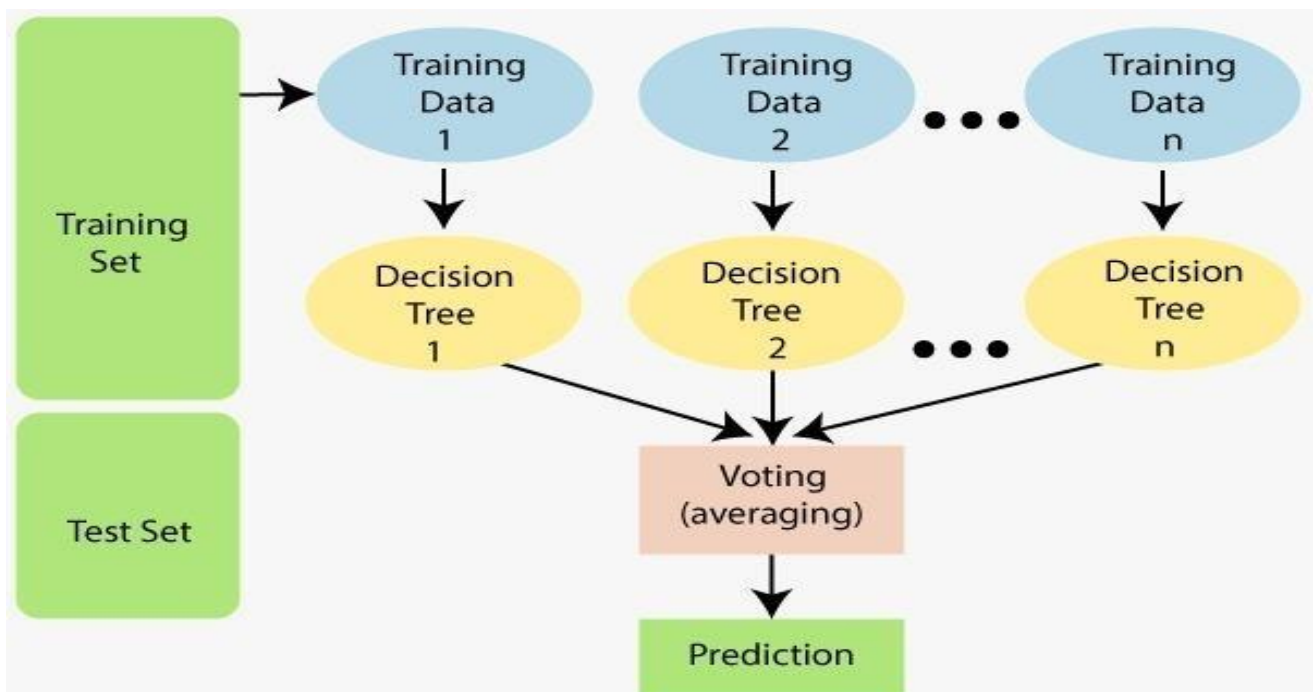 Training
Set
Test Set
Training
Data
1
Training
Data
2
Training
Data
n
Decision
Tree
1
Decision
Tree
2
Decision
Tree
n
Voting
(averaging)
Prediction